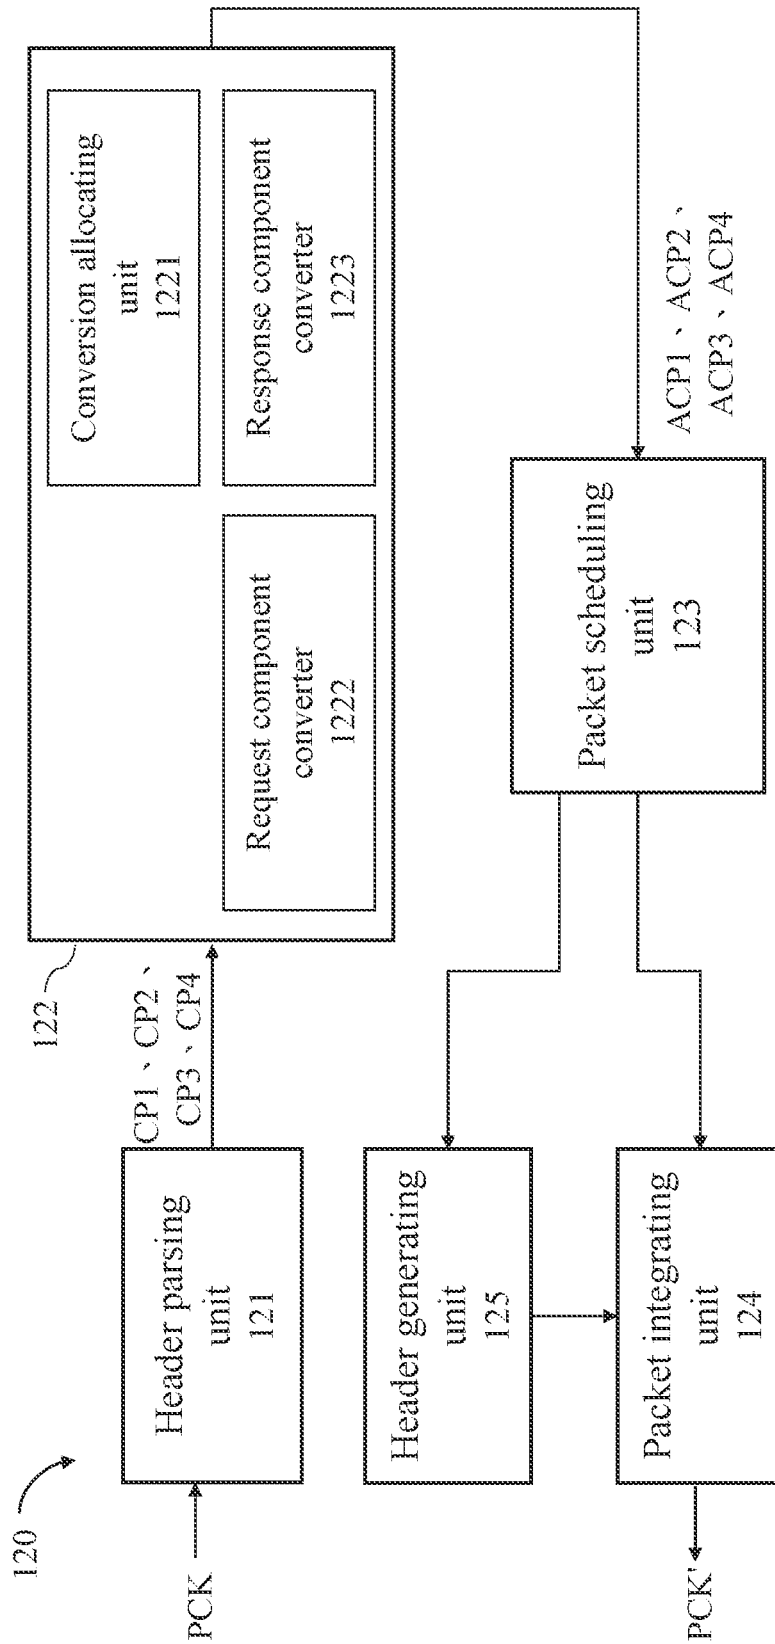 120
PCK
Header parsing
unit
121
CP1、CP2、
CP3、CP4
122
Conversion allocating
unit
1221
Request component
converter
1222
Response component
converter
1223
ACP1、ACP2、
ACP3、ACP4
Packet scheduling
unit
123
Header generating
unit
125
Packet integrating
unit
124
PCK'